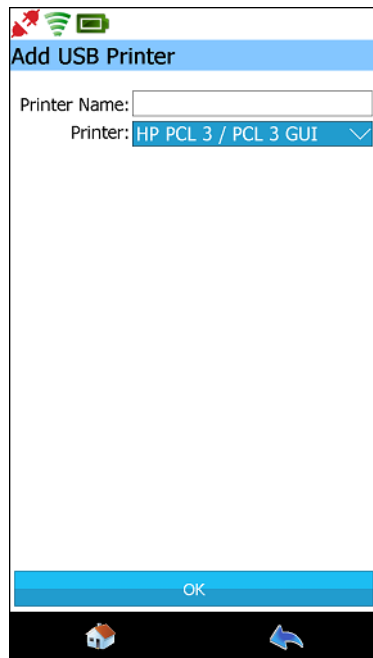 Add USB Printer
Printer Name:
Printer: HP PCL 3 / PCL 3 GUI
OK